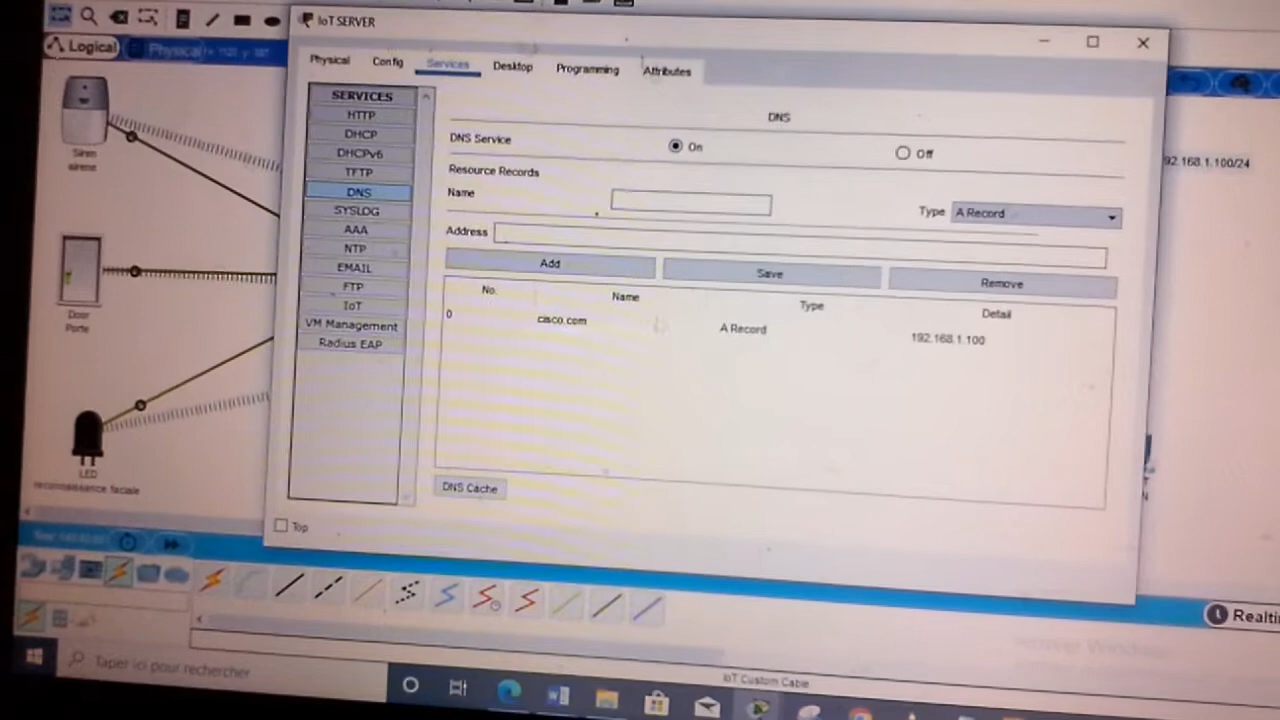 IoT SERVER
Logical
Physical
Physical Config Services Desktop Programming Attributes
SERVICES
HTTP
DHCP
DHCPv6
TFTP
DNS
SYSLOG
AAA
NTP
EMAIL
FTP
IoT
VM Management
Radius EAP
DNS
DNS Service On Off
Resource Records
Name
Type A Record
Address
Add Save Remove
No. Name Type Detail
0 cisco.com A Record 192.168.1.100
DNS Cache
Top
Siren
sirene
Door
Porte
LED
reconnaissance faciale
92.168.1.100/24
Realti
IoT Custom Cable
Taper ici pour rechercher